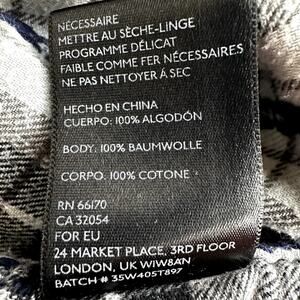 NÉCESSAIRE
METTRE AU SÈCHE-LINGE
PROGRAMME DÉLICAT
FAIBLE COMME FER NÉCESSAIRES
NE PAS NETTOYER Á SEC
HECHO EN CHINA
CUERPO: 100% ALGODÓN
BODY: 100% BAUMWOLLE
CORPO: 100% COTONE
RN 66170
CA 32054
FOR EU
24 MARKET PLACE, 3RD FLOOR
LONDON, UK W1W8AN
BATCH # 35W405T897